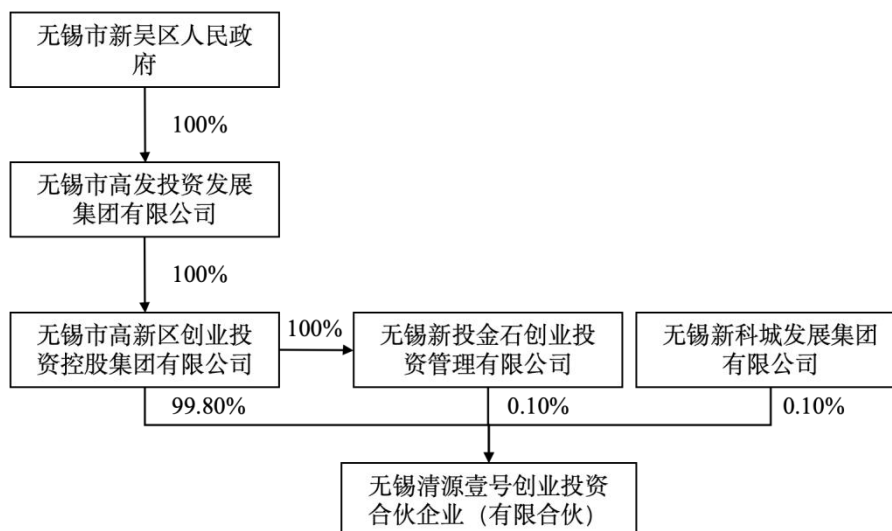 无锡市新吴区人民政
府
100%
无锡市高发投资发展
集团有限公司
100%
无锡市高新区创业投
资控股集团有限公司
100%
无锡新投金石创业投
资管理有限公司
无锡新科城发展集团
有限公司
99.80%
0.10%
0.10%
无锡清源壹号创业投资
合伙企业（有限合伙）